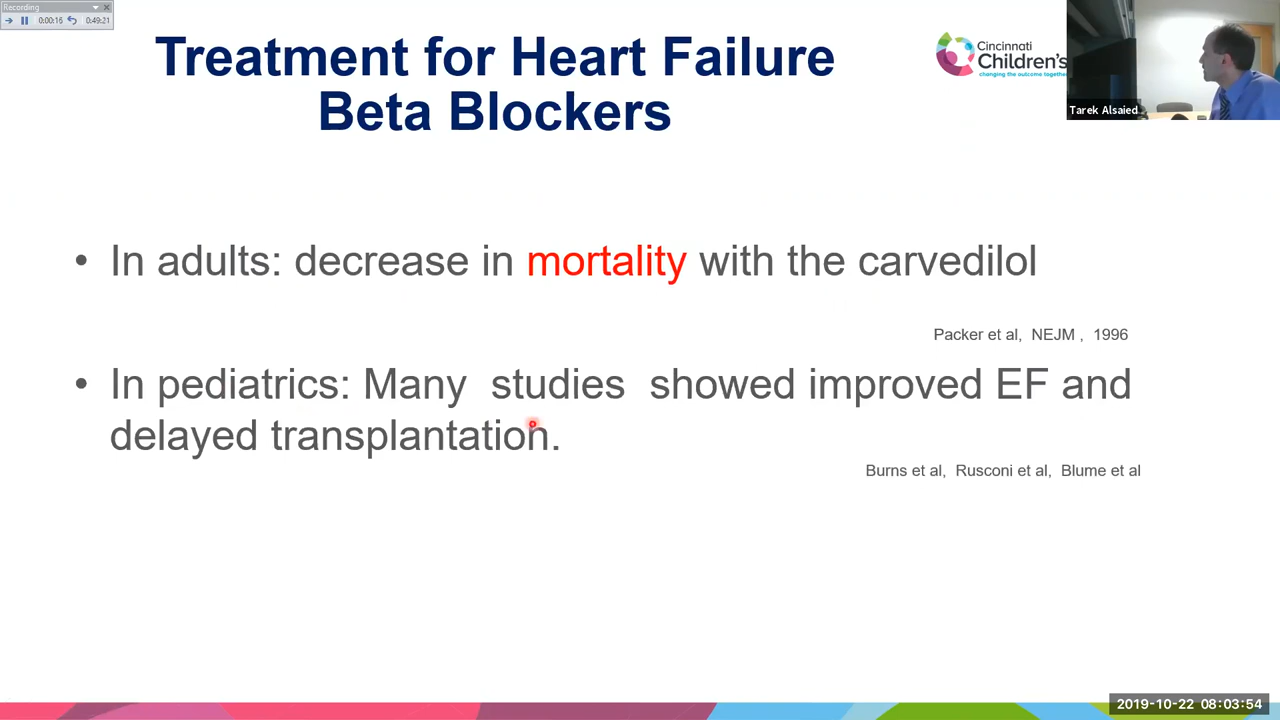 Recording
0:00:16
0:49:21
Treatment for Heart Failure
Beta Blockers
Cincinnati
Children's
changing the outcome together
Tarek Alsaied
• In adults: decrease in mortality with the carvedilol
Packer et al, NEJM , 1996
• In pediatrics: Many studies showed improved EF and
delayed transplantation.
Burns et al, Rusconi et al, Blume et al
2019-10-22 08:03:54